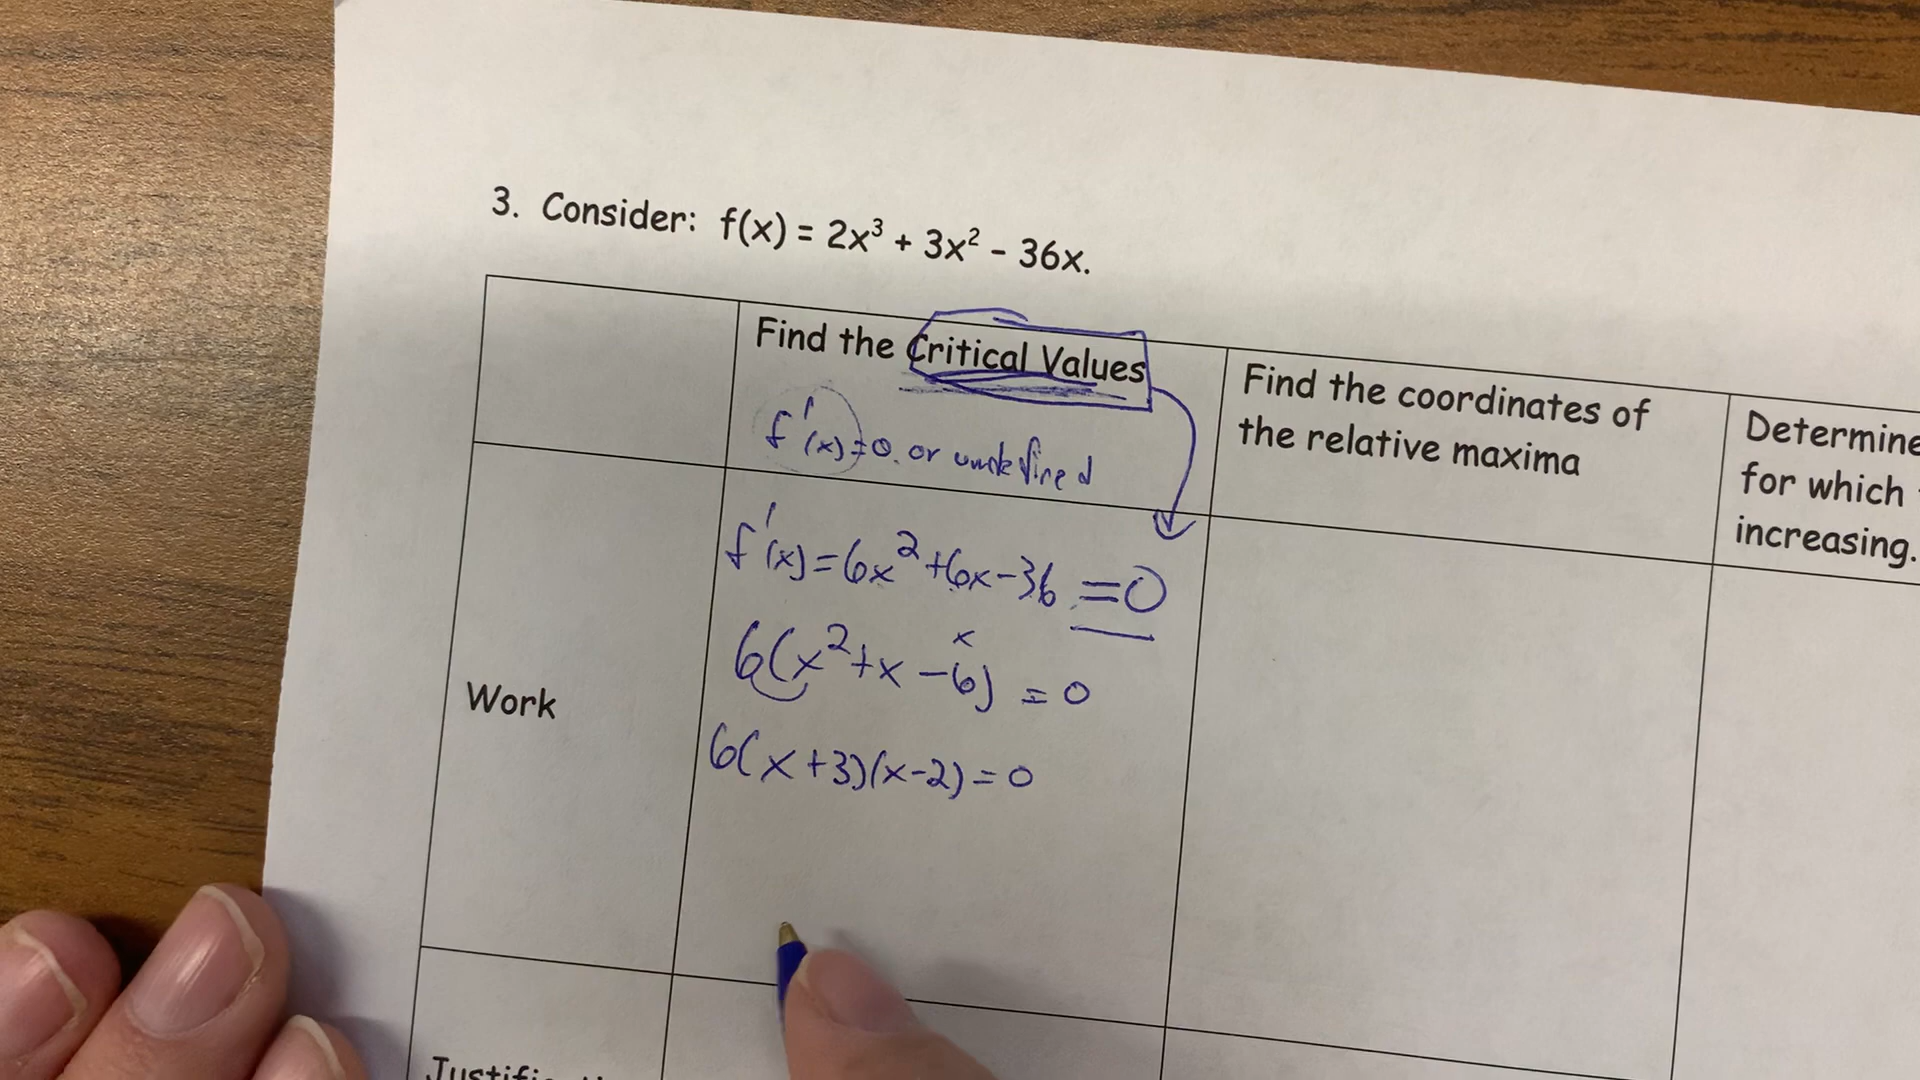 3. Consider: f(x) = 2x³ + 3x² - 36x.
Find the Critical Values
f'(x)=0. or undefined
Find the coordinates of
the relative maxima
Determine
for which
increasing.
Work
f'(x)=6x²+6x-36 =0
x
6(x²+x-6) = 0
6(x+3)(x-2)=0